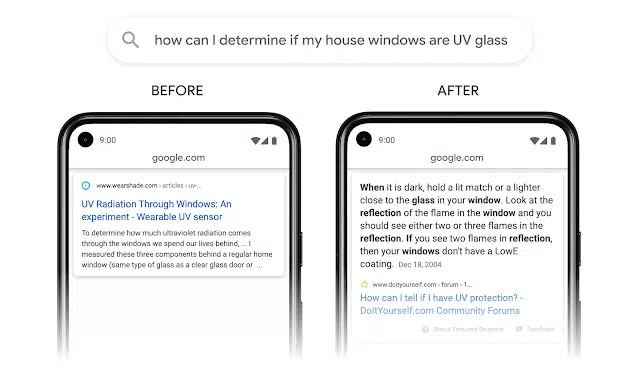 how can I determine if my house windows are UV glass
BEFORE
AFTER
9:00
google.com
www.wearshade.com › articles › uv-...
UV Radiation Through Windows: An
experiment - Wearable UV sensor
To determine how much ultraviolet radiation comes
through the windows we spend our lives behind, ... I
measured these three components behind a regular home
window (same type of glass as a clear glass door or ...
9:00
google.com
When it is dark, hold a lit match or a lighter
close to the glass in your window. Look at the
reflection of the flame in the window and you
should see either two or three flames in the
reflection. If you see two flames in reflection,
then your windows don't have a LowE
coating. Dec 18, 2004
www.doityourself.com › forum › 1...
How can I tell if I have UV protection? -
DoItYourself.com Community Forums
About Featured Snippets
Feedback